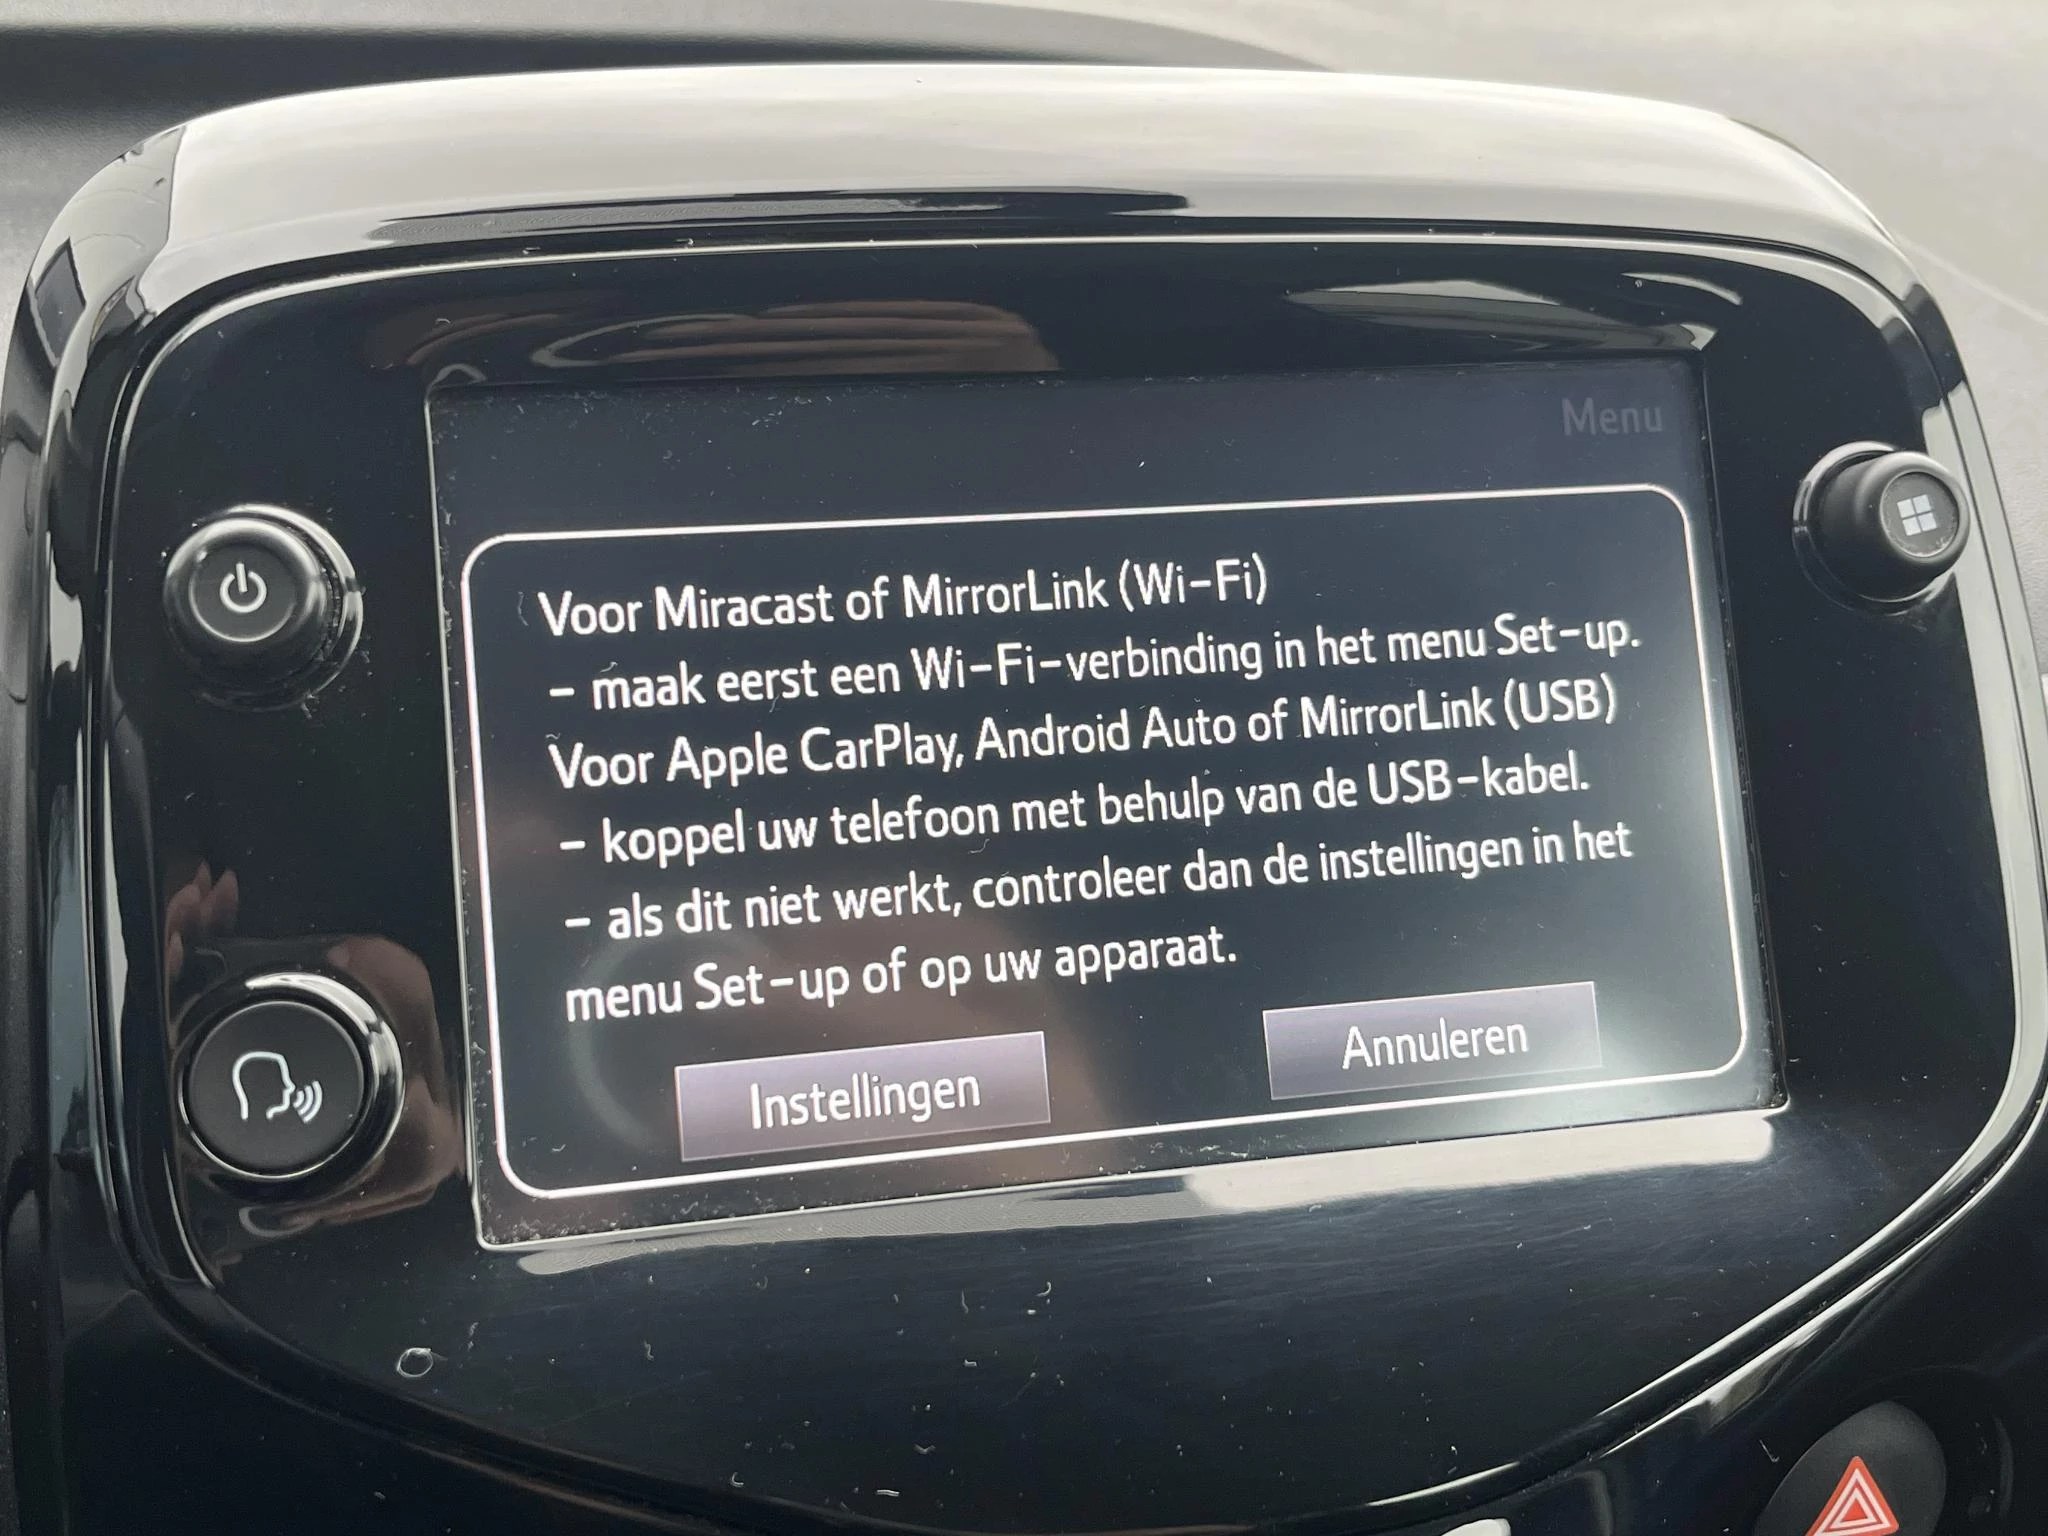 Menu
Voor Miracast of MirrorLink (Wi-Fi)
- maak eerst een Wi-Fi-verbinding in het menu Set-up.
Voor Apple CarPlay, Android Auto of MirrorLink (USB)
- koppel uw telefoon met behulp van de USB-kabel.
- als dit niet werkt, controleer dan de instellingen in het
menu Set-up of op uw apparaat.
Instellingen
Annuleren